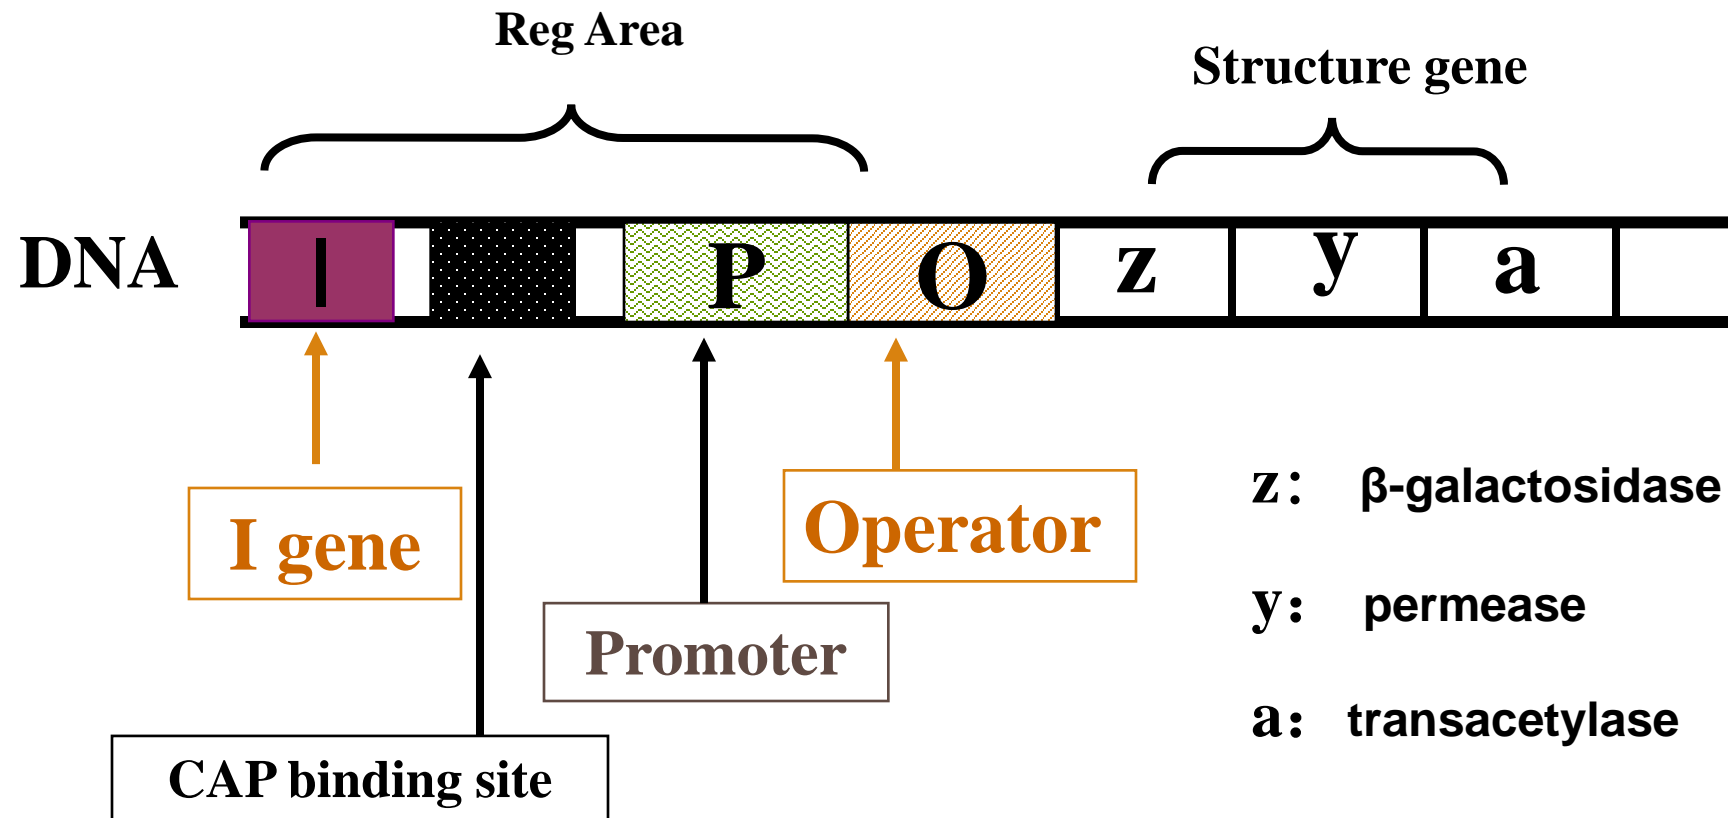 Reg Area
Structure gene
DNA I P O z y a
I gene
Operator
Promoter
CAP binding site
z： β-galactosidase
y： permease
a： transacetylase